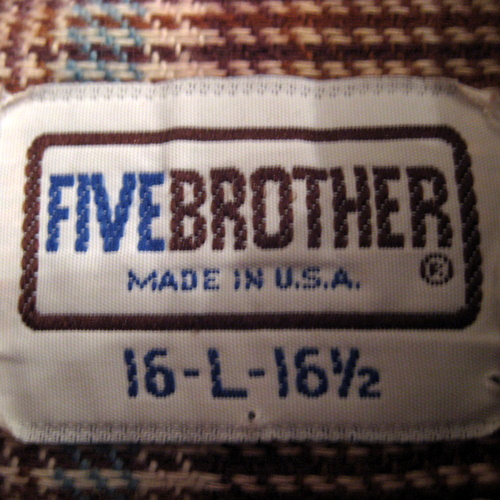 FIVEBROTHER
MADE IN U.S.A. ®
16-L-16½